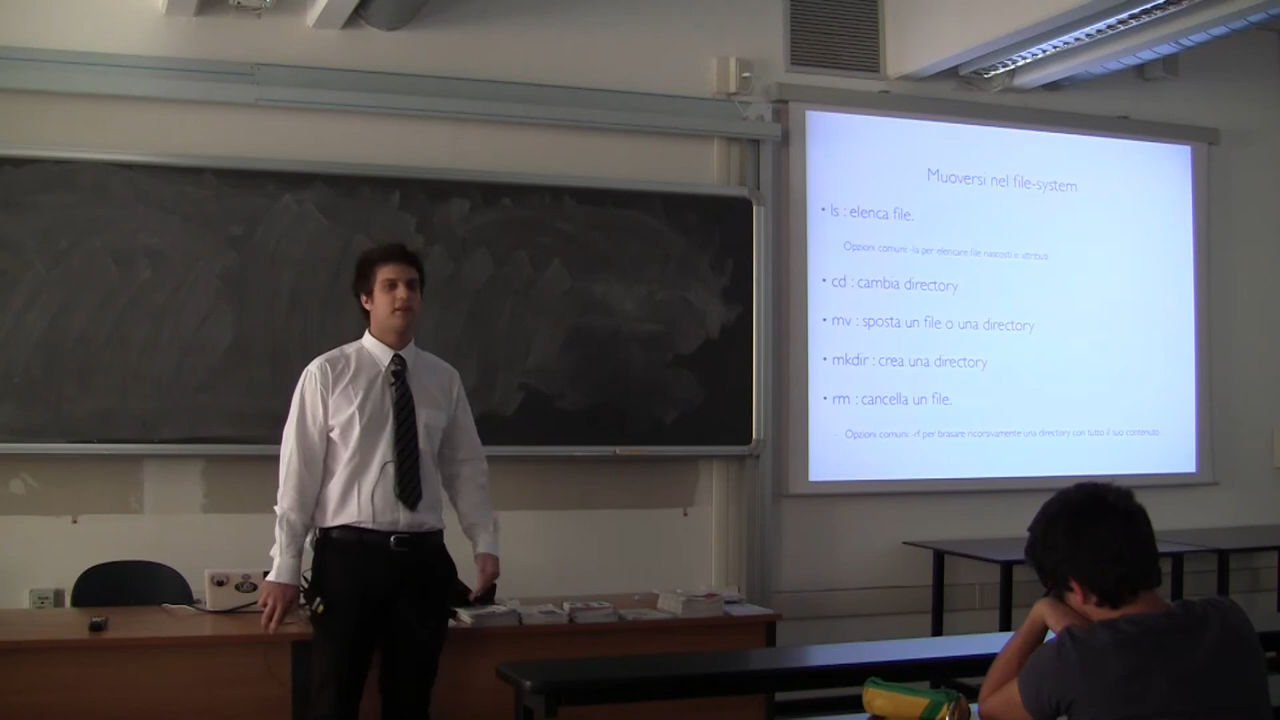 Muoversi nel file-system
• ls : elenca file.
Opzioni comuni: -la per elencare file nascosti e attributi.
• cd : cambia directory
• mv : sposta un file o una directory
• mkdir : crea una directory
• rm : cancella un file.
- Opzioni comuni: -rf per brasare ricorsivamente una directory con tutto il suo contenuto.